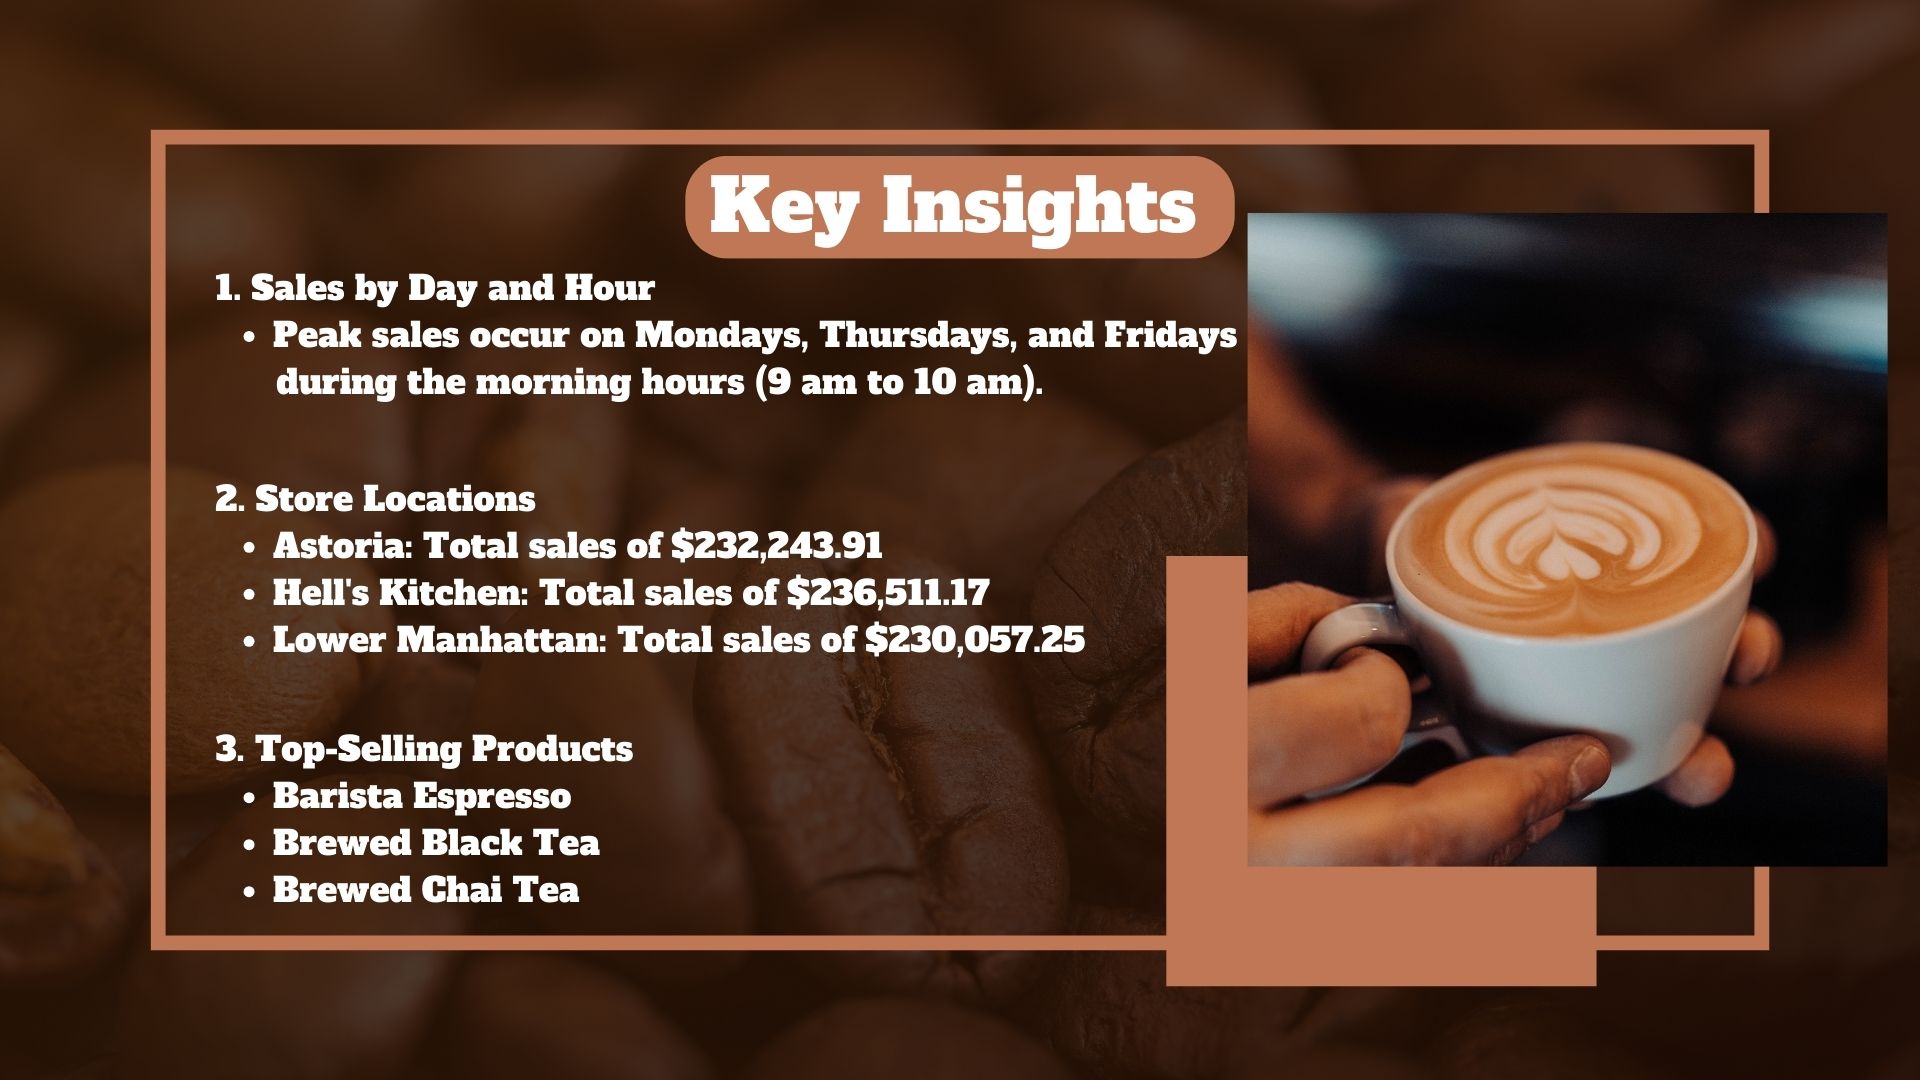 Key Insights
1. Sales by Day and Hour
• Peak sales occur on Mondays, Thursdays, and Fridays
during the morning hours (9 am to 10 am).
2. Store Locations
• Astoria: Total sales of $232,243.91
• Hell's Kitchen: Total sales of $236,511.17
• Lower Manhattan: Total sales of $230,057.25
3. Top-Selling Products
• Barista Espresso
• Brewed Black Tea
• Brewed Chai Tea